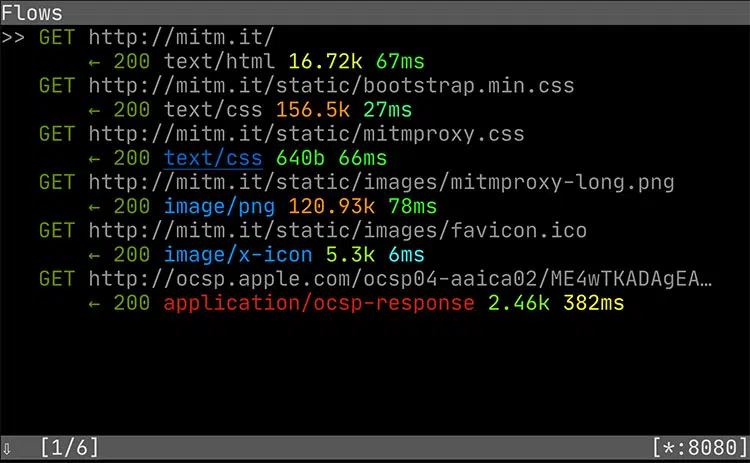 Flows
>> GET http://mitm.it/
← 200 text/html 16.72k 67ms
GET http://mitm.it/static/bootstrap.min.css
← 200 text/css 156.5k 27ms
GET http://mitm.it/static/mitmproxy.css
← 200 text/css 640b 66ms
GET http://mitm.it/static/images/mitmproxy-long.png
← 200 image/png 120.93k 78ms
GET http://mitm.it/static/images/favicon.ico
← 200 image/x-icon 5.3k 6ms
GET http://ocsp.apple.com/ocsp04-aaica02/ME4wTKADAgEA…
← 200 application/ocsp-response 2.46k 382ms
⇩ [1/6] [*:8080]